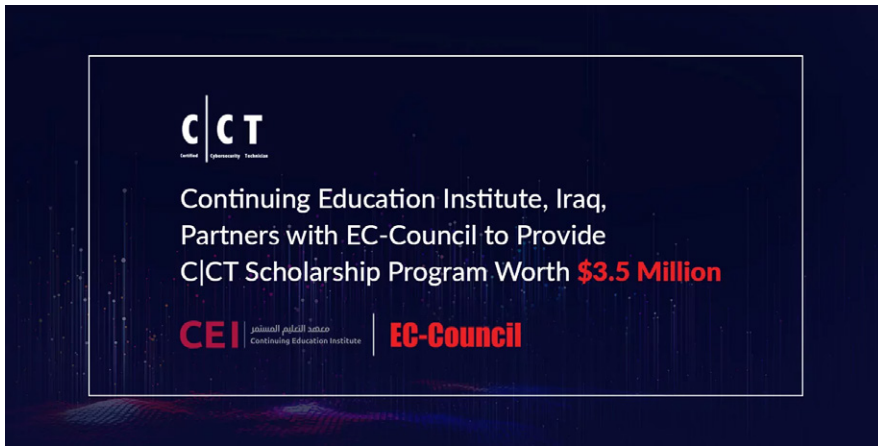 C|CT
Certified Cybersecurity Technician
Continuing Education Institute, Iraq,
Partners with EC-Council to Provide
C|CT Scholarship Program Worth $3.5 Million
CEI
معهد التعليم المستمر
Continuing Education Institute
EC-Council